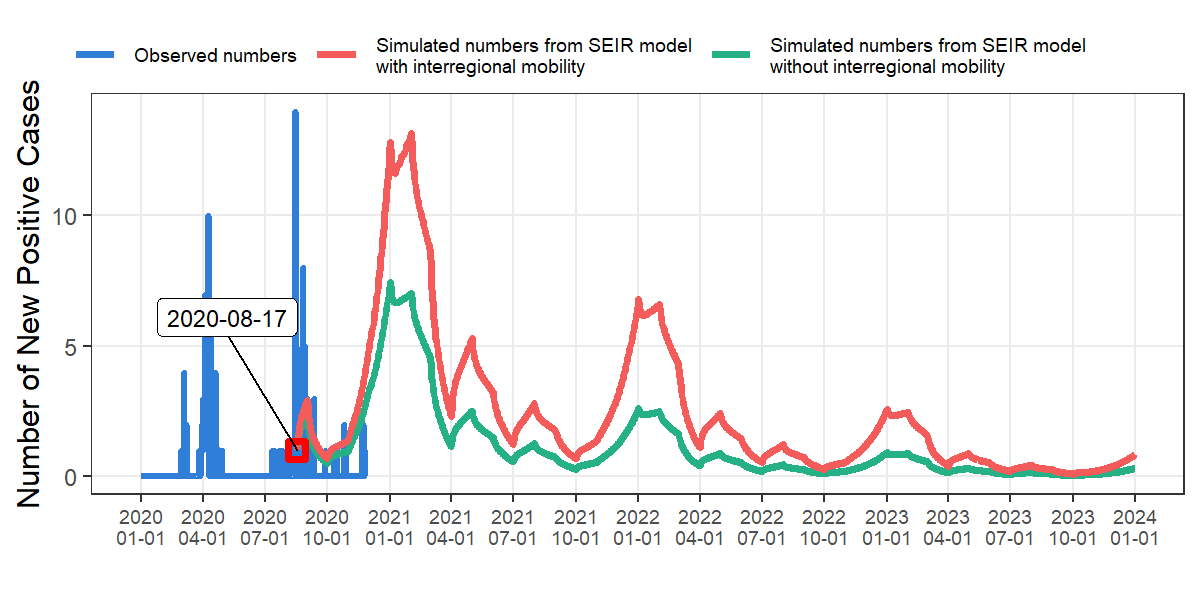 Observed numbers
Simulated numbers from SEIR model
with interregional mobility
Simulated numbers from SEIR model
without interregional mobility
Number of New Positive Cases
10
5
0
2020-08-17
2020 2020 2020 2020 2021 2021 2021 2021 2022 2022 2022 2022 2023 2023 2023 2023 2024
01-01 04-01 07-01 10-01 01-01 04-01 07-01 10-01 01-01 04-01 07-01 10-01 01-01 04-01 07-01 10-01 01-01